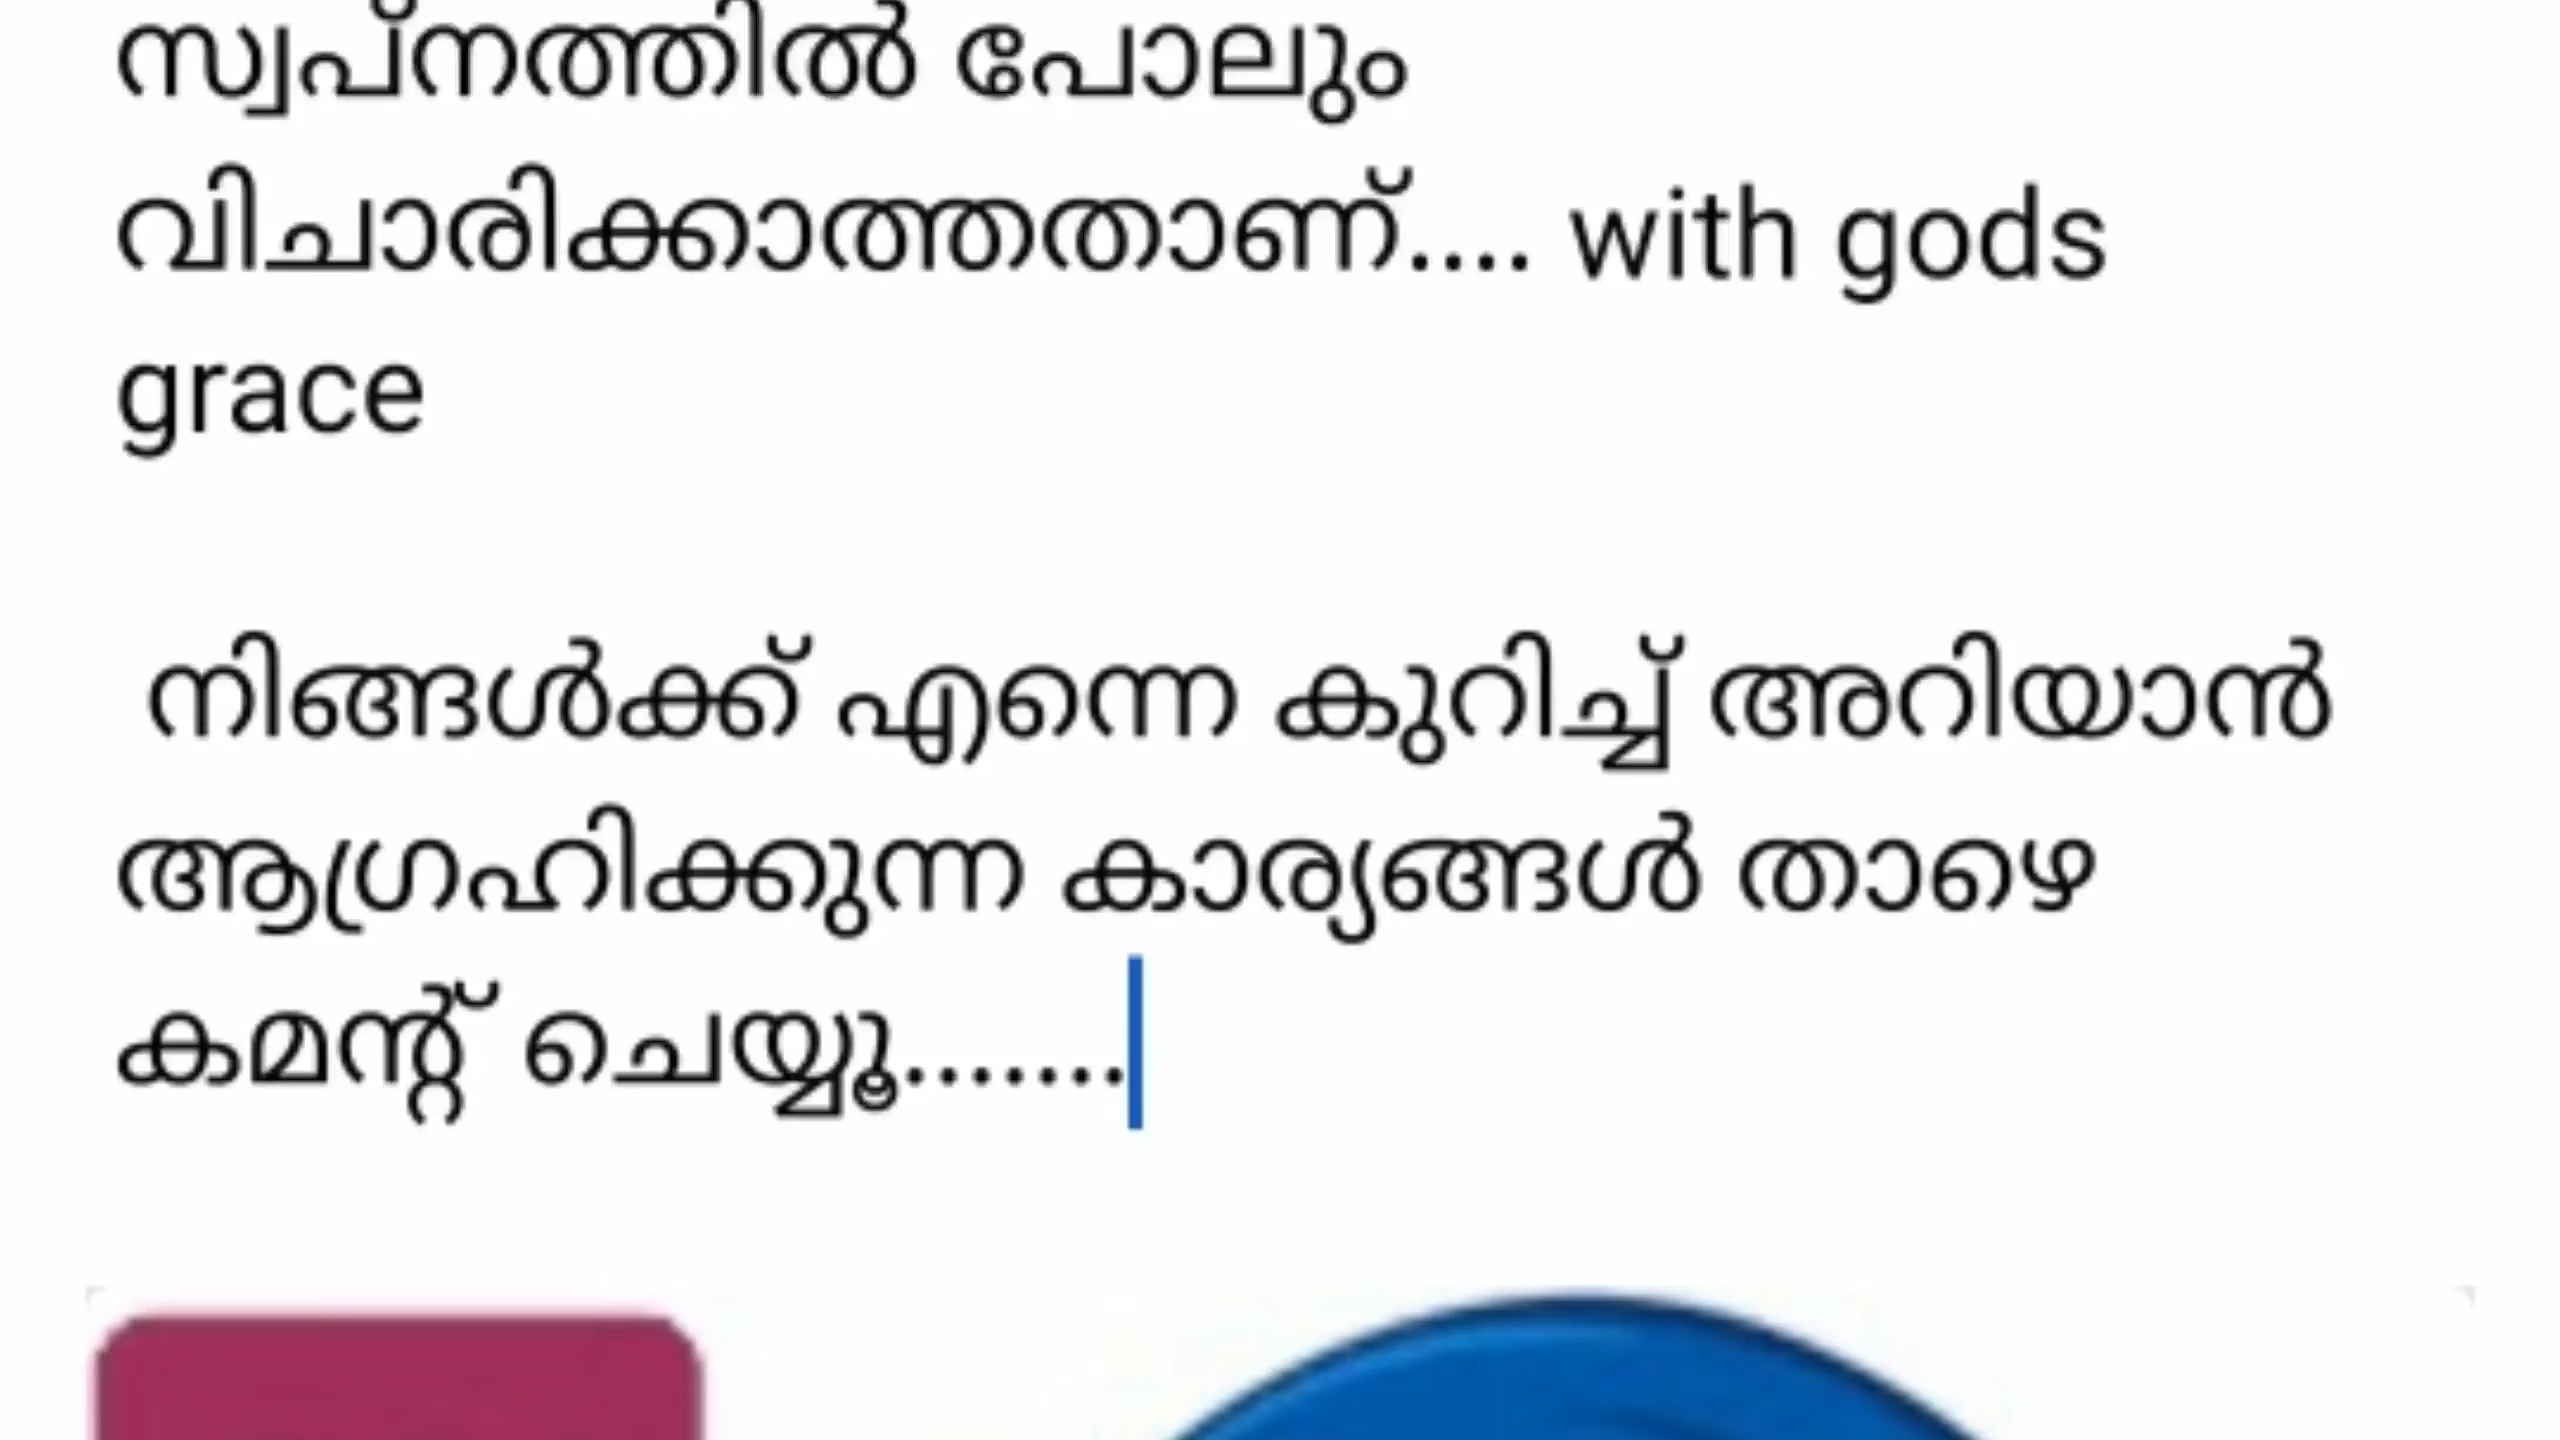 സ്വപ്നത്തിൽ പോലും
വിചാരിക്കാത്തതാണ്.... with gods
grace
നിങ്ങൾക്ക് എന്നെ കുറിച്ച് അറിയാൻ
ആഗ്രഹിക്കുന്ന കാര്യങ്ങൾ താഴെ
കമന്റ് ചെയ്യൂ.......